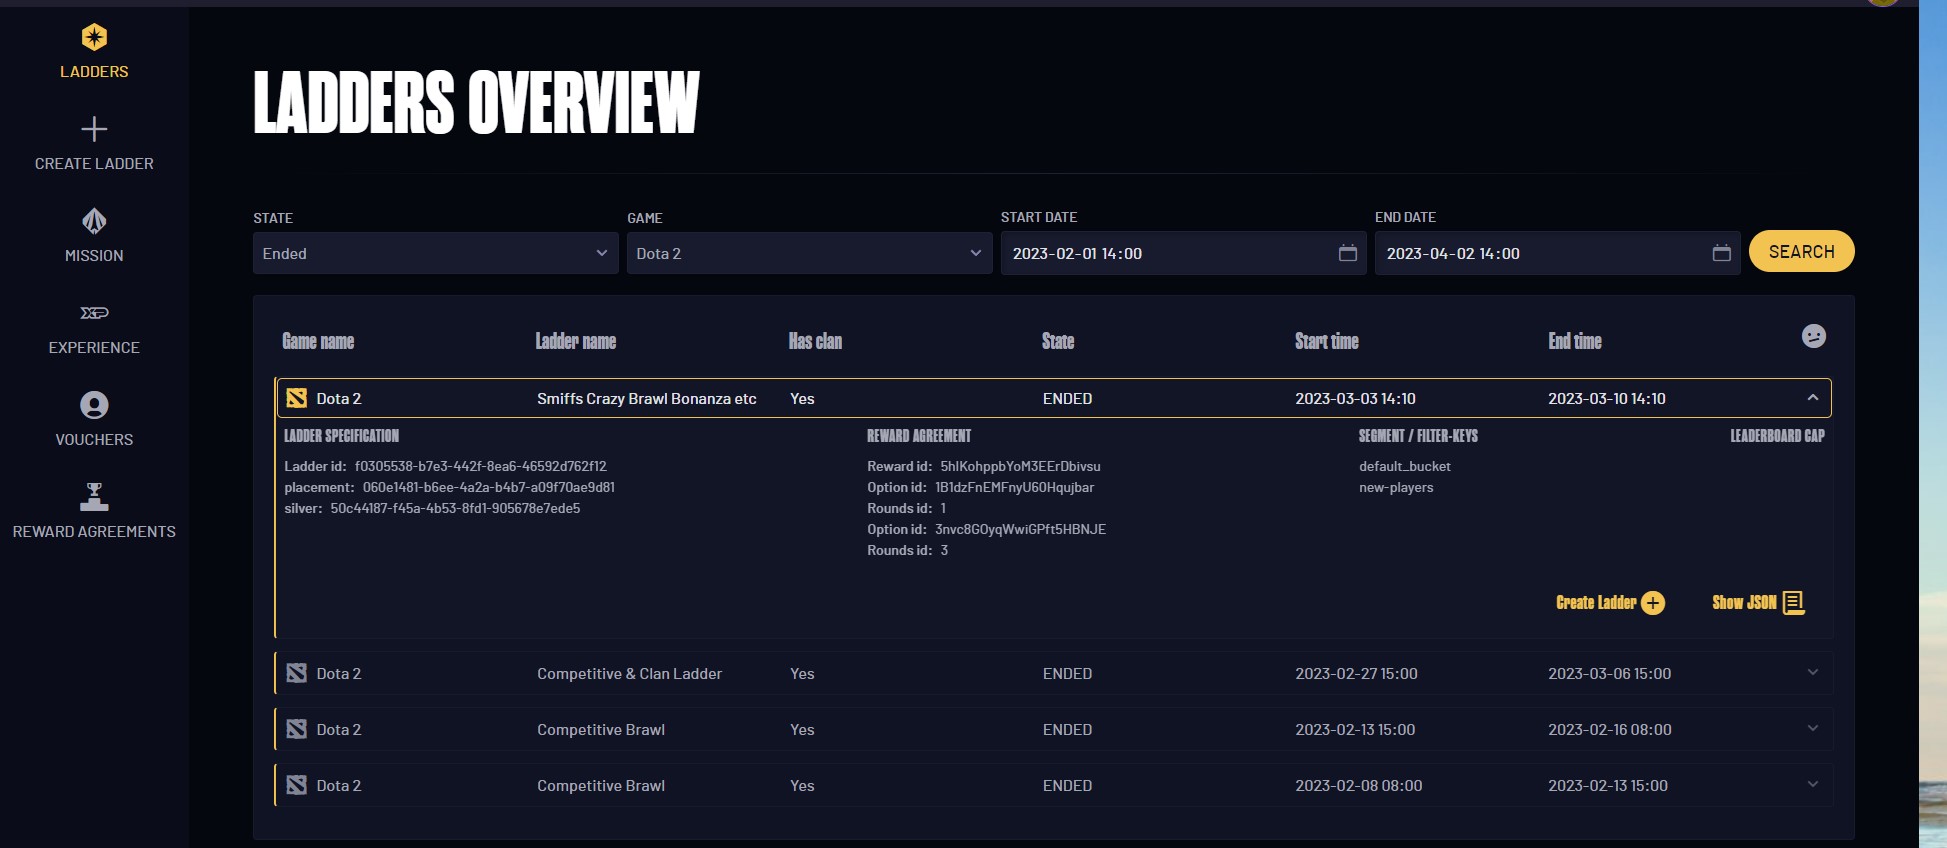 LADDERS
CREATE LADDER
MISSION
XP
EXPERIENCE
VOUCHERS
REWARD AGREEMENTS
LADDERS OVERVIEW
STATE GAME START DATE END DATE
Ended Dota 2 2023-02-01 14:00 2023-04-02 14:00 SEARCH
Game name Ladder name Has clan State Start time End time
Dota 2 Smiffs Crazy Brawl Bonanza etc Yes ENDED 2023-03-03 14:10 2023-03-10 14:10
LADDER SPECIFICATION REWARD AGREEMENT SEGMENT / FILTER-KEYS LEADERBOARD CAP
Ladder id: f0305538-b7e3-442f-8ea6-46592d762f12 Reward id: 5hlKohppbYoM3EErDbivsu default_bucket
placement: 060e1481-b6ee-4a2a-b4b7-a09f70ae9d81 Option id: 1B1dzFnEMFnyU60Hqujbar new-players
silver: 50c44187-f45a-4b53-8fd1-905678e7ede5 Rounds id: 1
Option id: 3nvc8GOyqWwiGPft5HBNJE
Rounds id: 3
Create Ladder Show JSON
Dota 2 Competitive & Clan Ladder Yes ENDED 2023-02-27 15:00 2023-03-06 15:00
Dota 2 Competitive Brawl Yes ENDED 2023-02-13 15:00 2023-02-16 08:00
Dota 2 Competitive Brawl Yes ENDED 2023-02-08 08:00 2023-02-13 15:00